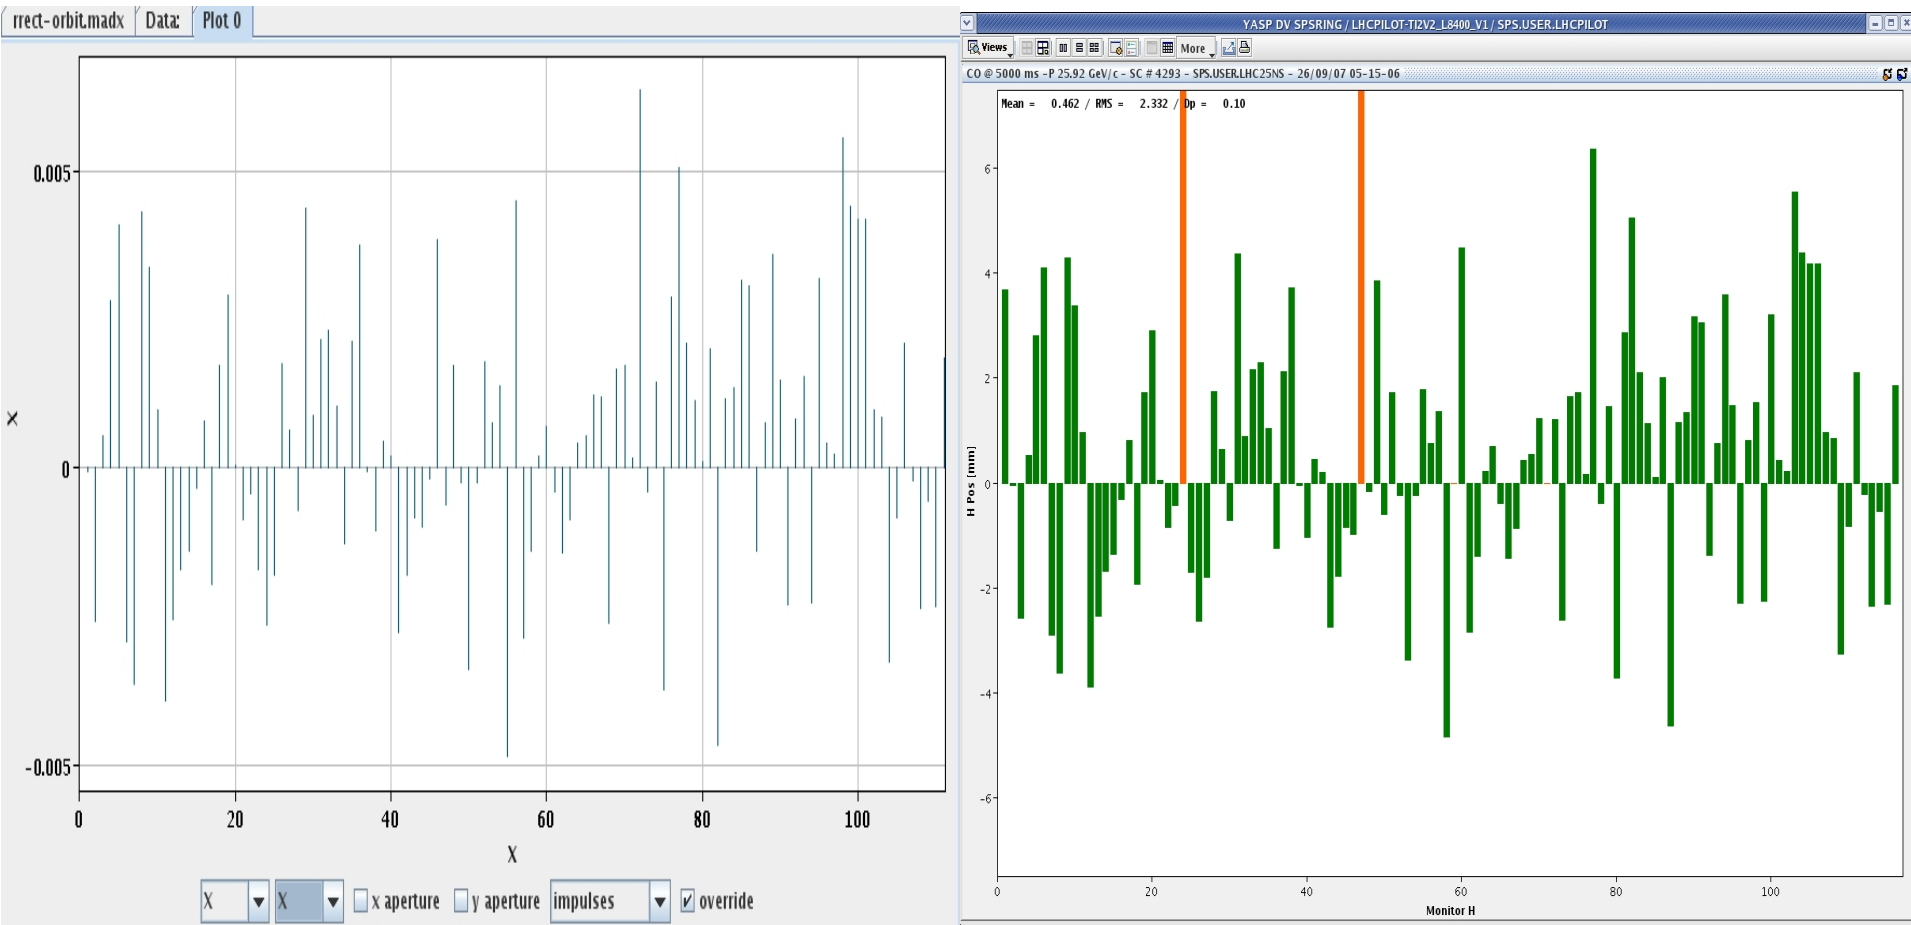 rrect-orbit.madx Data: Plot 0
0.005
0
-0.005
X
0 20 40 60 80 100
X
X X x aperture y aperture impulses override
YASP DV SPSRING / LHCPILOT-TI2V2_L8400_V1 / SPS.USER.LHCPILOT
Views More
CO @ 5000 ms -P 25.92 GeV/c - SC # 4293 - SPS.USER.LHC25NS - 26/09/07 05-15-06
Mean = 0.462 / RMS = 2.332 / Dp = 0.10
6
4
2
0
-2
-4
-6
H Pos [mm]
0 20 40 60 80 100
Monitor H